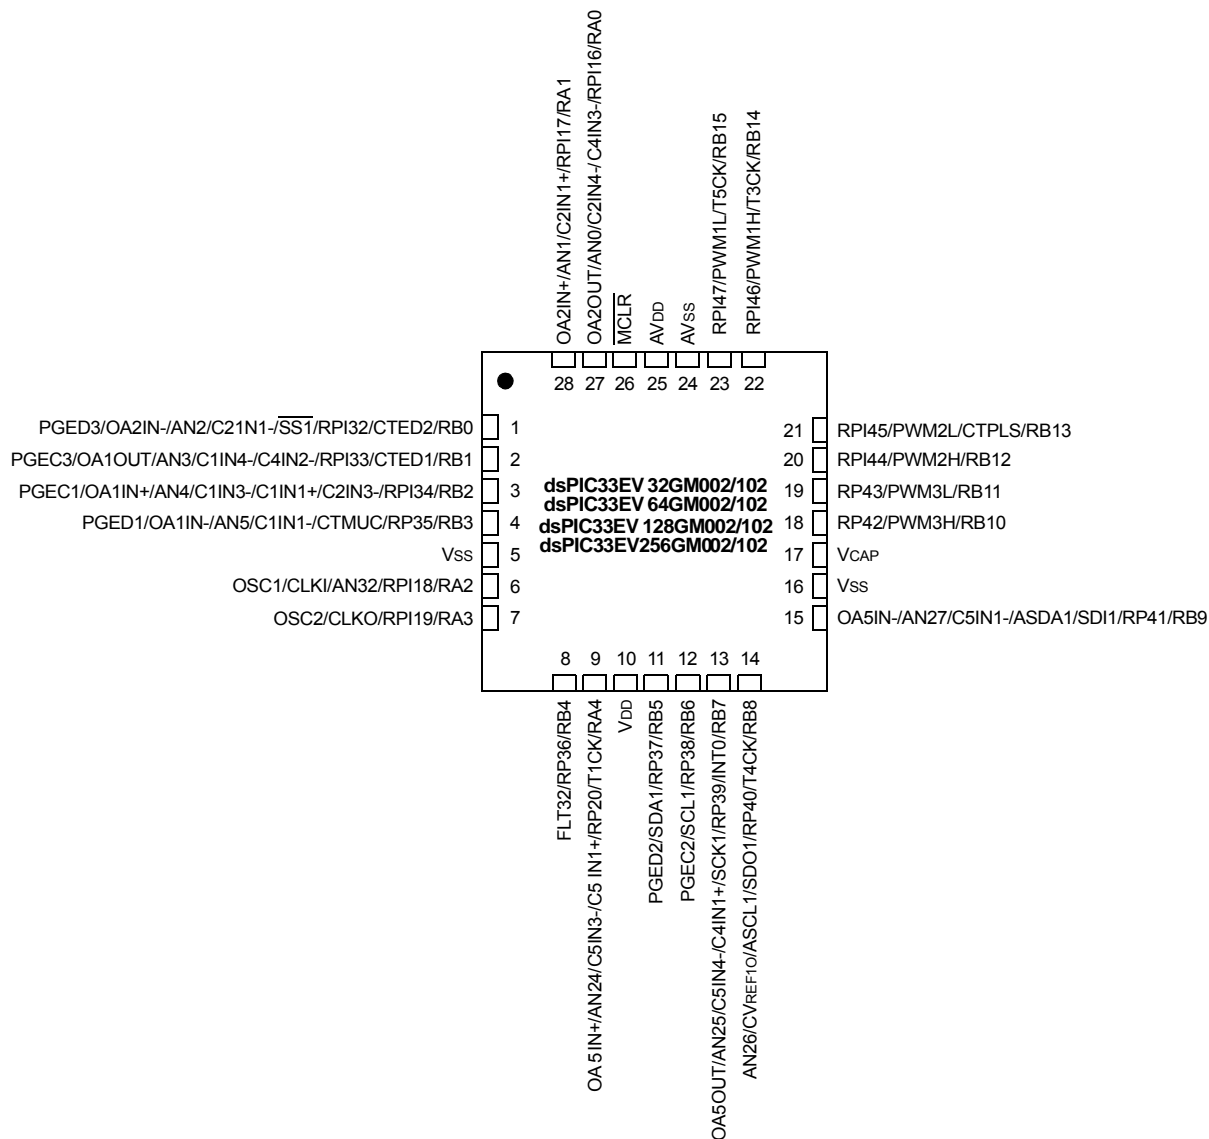 OA2IN+/AN1/C2IN1+/RPI17/RA1
OA2OUT/AN0/C2IN4-/C4IN3-/RPI16/RA0
MCLR
AVDD
AVSS
RPI47/PWM1L/T5CK/RB15
RPI46/PWM1H/T3CK/RB14
28 27 26 25 24 23 22
PGED3/OA2IN-/AN2/C21N1-/SS1/RPI32/CTED2/RB0 1
PGEC3/OA1OUT/AN3/C1IN4-/C4IN2-/RPI33/CTED1/RB1 2
PGEC1/OA1IN+/AN4/C1IN3-/C1IN1+/C2IN3-/RPI34/RB2 3
PGED1/OA1IN-/AN5/C1IN1-/CTMUC/RP35/RB3 4
VSS 5
OSC1/CLKI/AN32/RPI18/RA2 6
OSC2/CLKO/RPI19/RA3 7
dsPIC33EV 32GM002/102
dsPIC33EV 64GM002/102
dsPIC33EV 128GM002/102
dsPIC33EV256GM002/102
21 RPI45/PWM2L/CTPLS/RB13
20 RPI44/PWM2H/RB12
19 RP43/PWM3L/RB11
18 RP42/PWM3H/RB10
17 VCAP
16 VSS
15 OA5IN-/AN27/C5IN1-/ASDA1/SDI1/RP41/RB9
8 9 10 11 12 13 14
FLT32/RP36/RB4
OA 5IN+/AN24/C5IN3-/C5 IN1+/RP20/T1CK/RA4
VDD
PGED2/SDA1/RP37/RB5
PGEC2/SCL1/RP38/RB6
OA5OUT/AN25/C5IN4-/C4IN1+/SCK1/RP39/INT0/RB7
AN26/CVREF1O/ASCL1/SDO1/RP40/T4CK/RB8